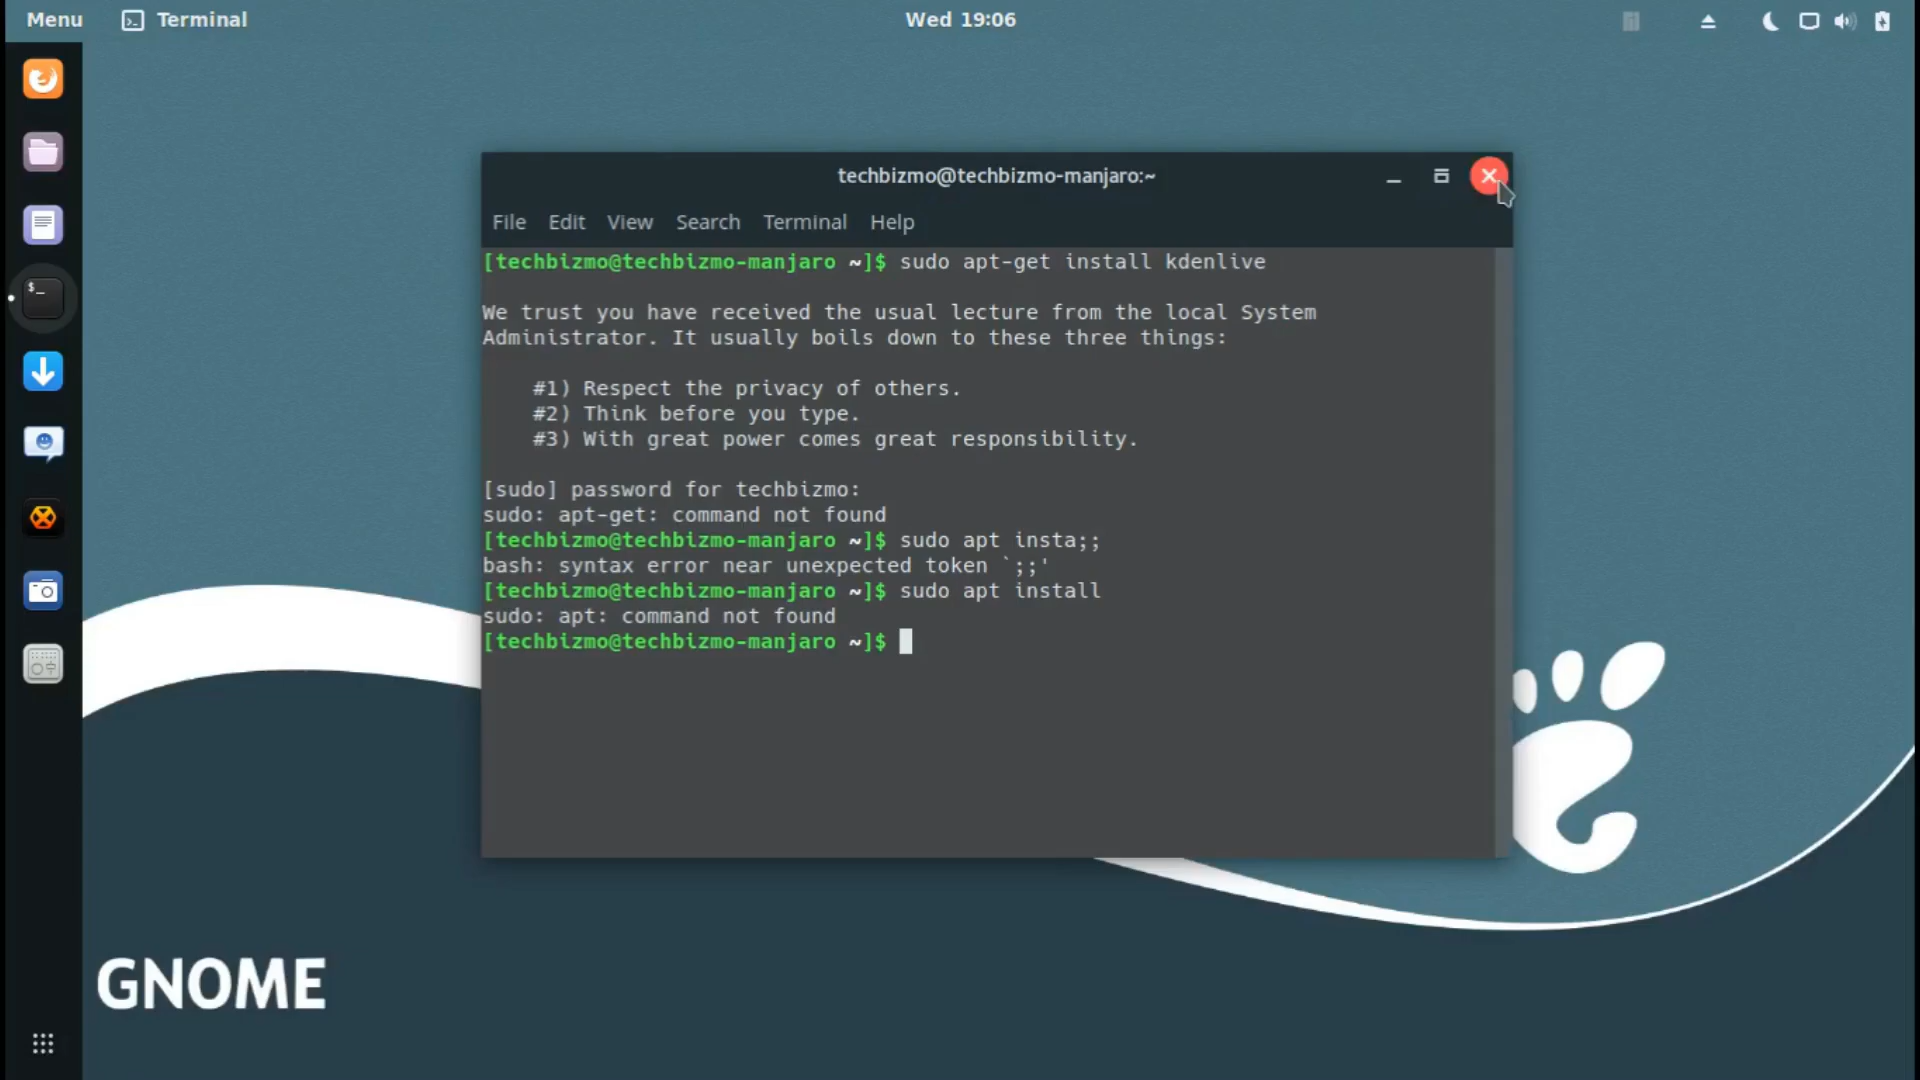 Menu Terminal Wed 19:06
techbizmo@techbizmo-manjaro:~
File Edit View Search Terminal Help
[techbizmo@techbizmo-manjaro ~]$ sudo apt-get install kdenlive
We trust you have received the usual lecture from the local System
Administrator. It usually boils down to these three things:
#1) Respect the privacy of others.
#2) Think before you type.
#3) With great power comes great responsibility.
[sudo] password for techbizmo:
sudo: apt-get: command not found
[techbizmo@techbizmo-manjaro ~]$ sudo apt insta;;
bash: syntax error near unexpected token `;;'
[techbizmo@techbizmo-manjaro ~]$ sudo apt install
sudo: apt: command not found
[techbizmo@techbizmo-manjaro ~]$
GNOME